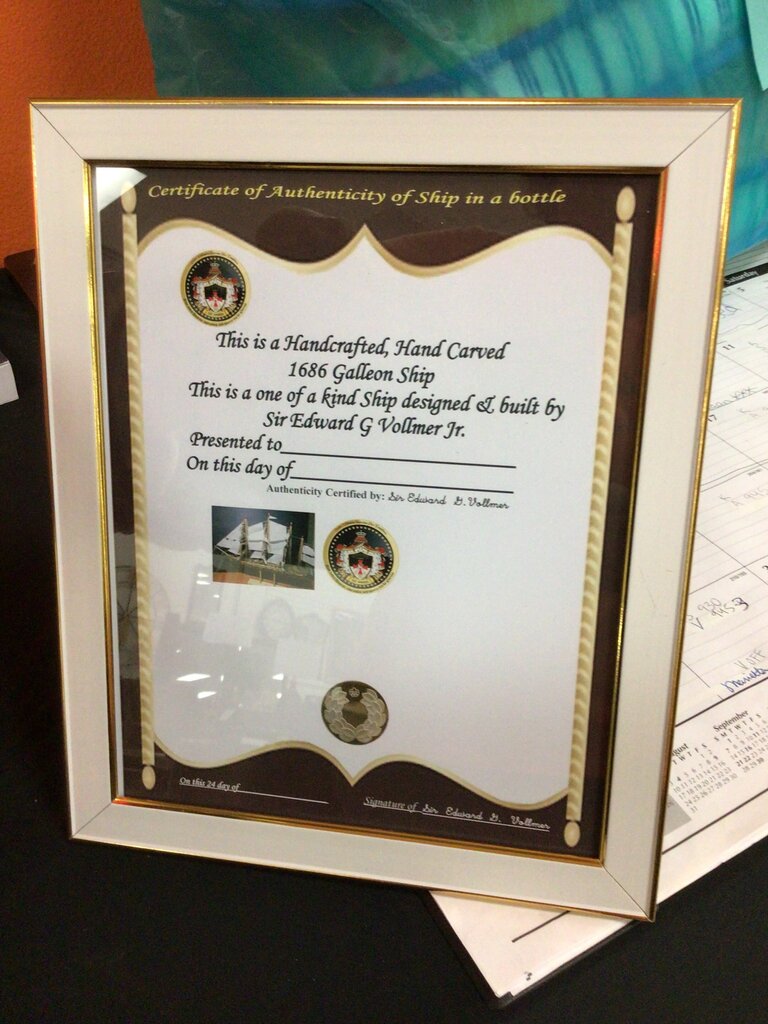 Certificate of Authenticity of Ship in a bottle
This is a Handcrafted, Hand Carved
1686 Galleon Ship
This is a one of a kind Ship designed & built by
Sir Edward G Vollmer Jr.
Presented to
On this day of
Authenticity Certified by: Sir Edward G. Vollmer
On this 24 day of
Signature of Sir Edward G. Vollmer
Saturday
September
S M T W T F S